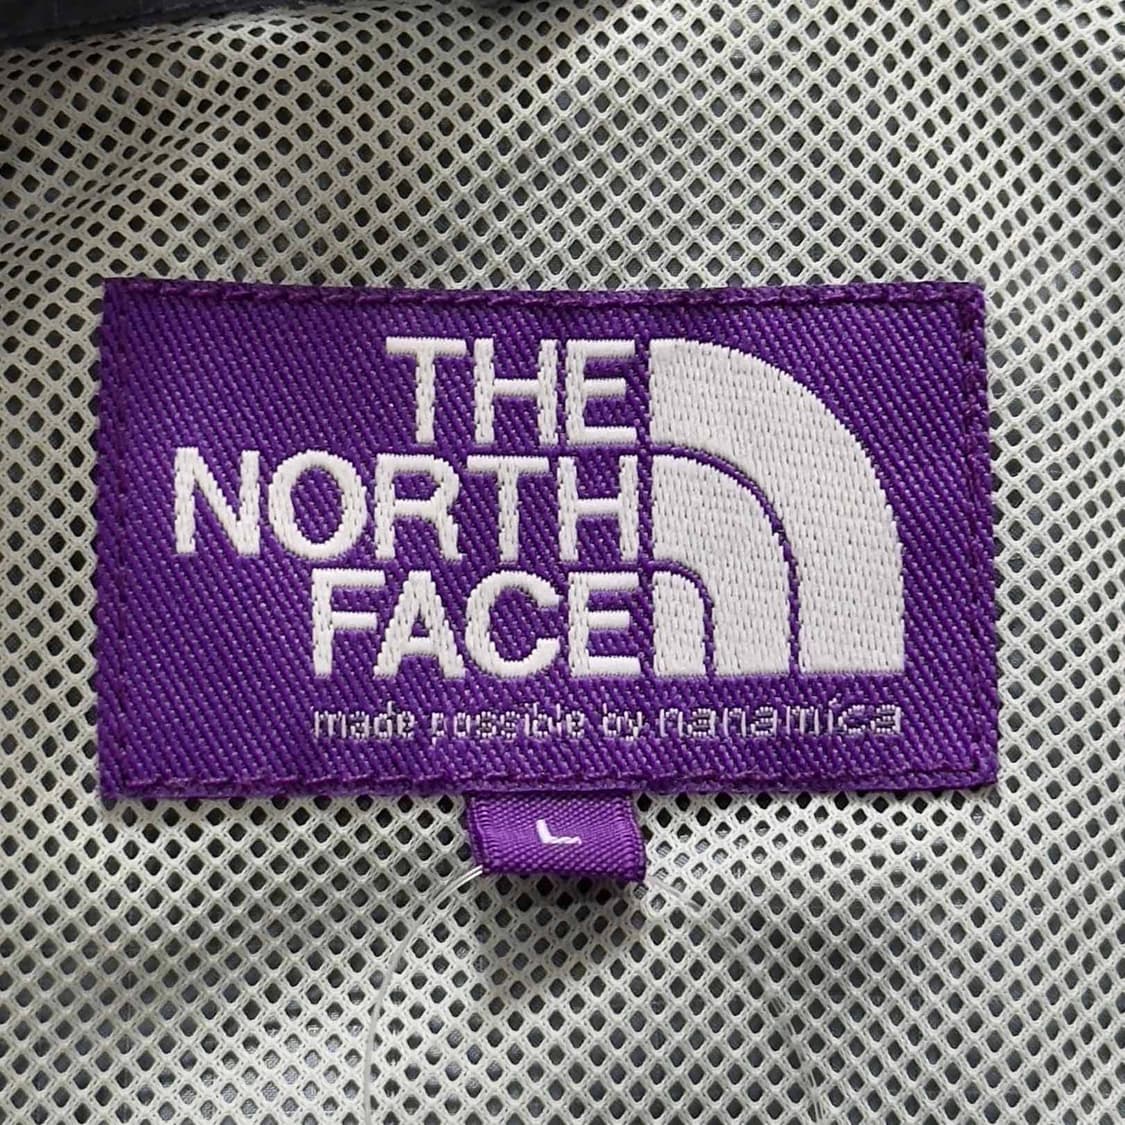 THE
NORTH
FACE
made possible by nanamica
L